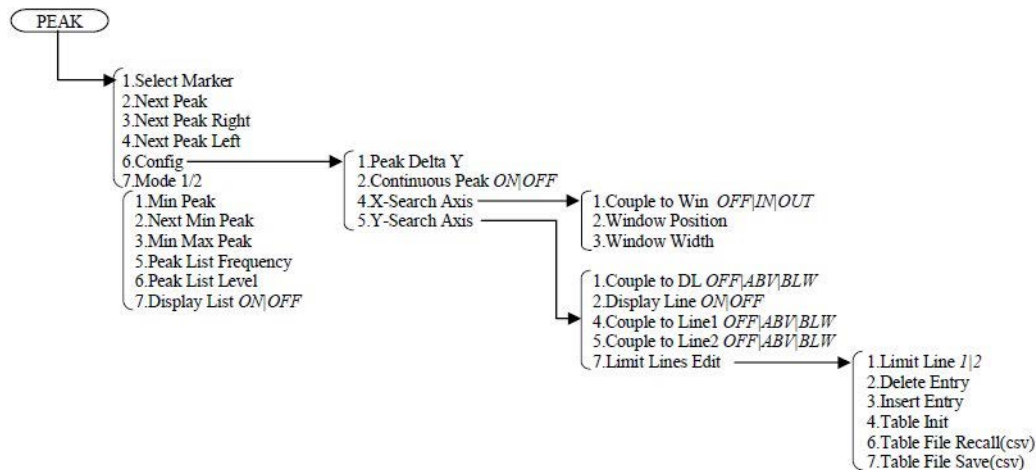 PEAK
1.Select Marker
2.Next Peak
3.Next Peak Right
4.Next Peak Left
6.Config
7.Mode 1/2
1.Min Peak
2.Next Min Peak
3.Min Max Peak
5.Peak List Frequency
6.Peak List Level
7.Display List ON|OFF
1.Peak Delta Y
2.Continuous Peak ON|OFF
4.X-Search Axis
5.Y-Search Axis
1.Couple to Win OFF|IN|OUT
2.Window Position
3.Window Width
1.Couple to DL OFF|ABV|BLW
2.Display Line ON|OFF
4.Couple to Line1 OFF|ABV|BLW
5.Couple to Line2 OFF|ABV|BLW
7.Limit Lines Edit
1.Limit Line 1|2
2.Delete Entry
3.Insert Entry
4.Table Init
6.Table File Recall(csv)
7.Table File Save(csv)